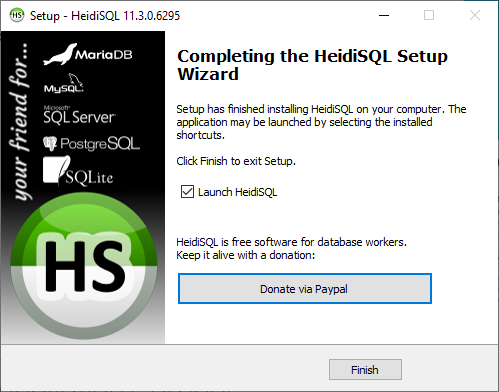 Setup - HeidiSQL 11.3.0.6295
your friend for...
MariaDB
MySQL
Microsoft
SQL Server
PostgreSQL
SQLite
HS
Completing the HeidiSQL Setup
Wizard
Setup has finished installing HeidiSQL on your computer. The
application may be launched by selecting the installed
shortcuts.
Click Finish to exit Setup.
Launch HeidiSQL
HeidiSQL is free software for database workers.
Keep it alive with a donation:
Donate via Paypal
Finish